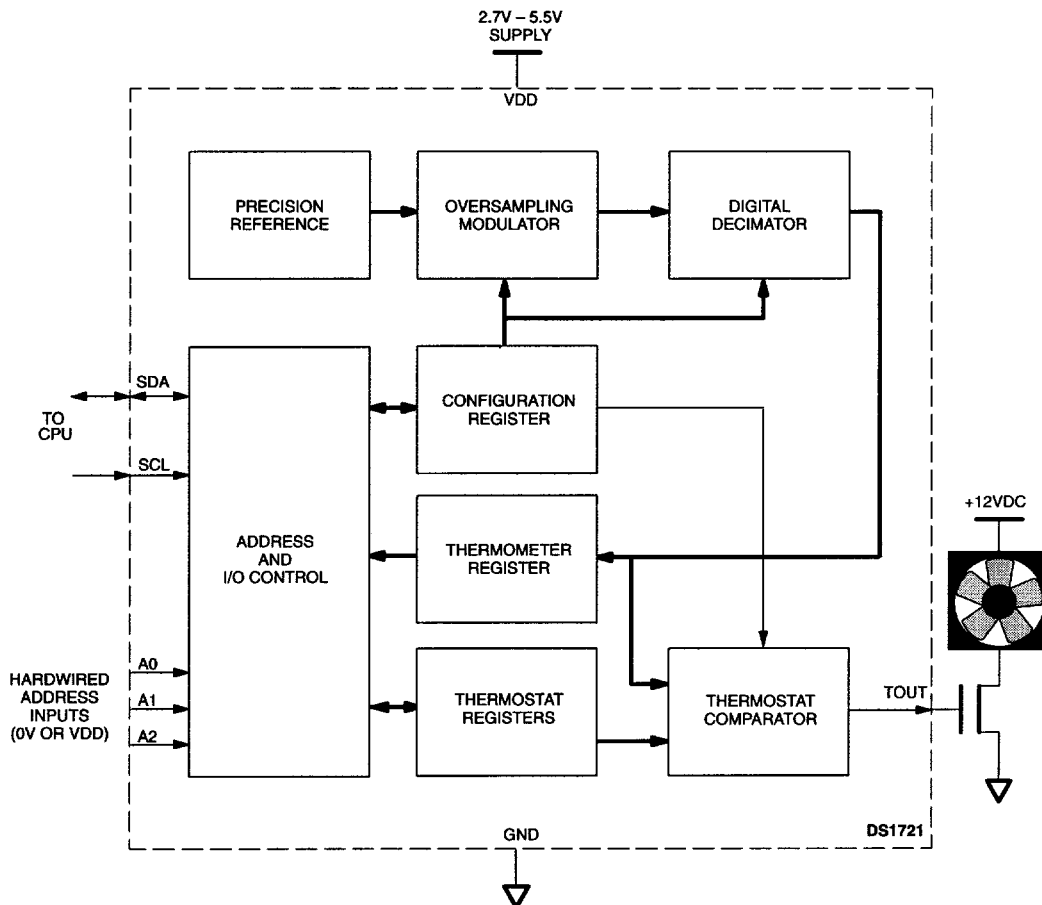 2.7V – 5.5V
SUPPLY
VDD
PRECISION
REFERENCE
OVERSAMPLING
MODULATOR
DIGITAL
DECIMATOR
SDA
TO
CPU
SCL
CONFIGURATION
REGISTER
+12VDC
ADDRESS
AND
I/O CONTROL
THERMOMETER
REGISTER
HARDWIRED
ADDRESS
INPUTS
(0V OR VDD)
A0
A1
A2
THERMOSTAT
REGISTERS
THERMOSTAT
COMPARATOR
TOUT
GND
DS1721